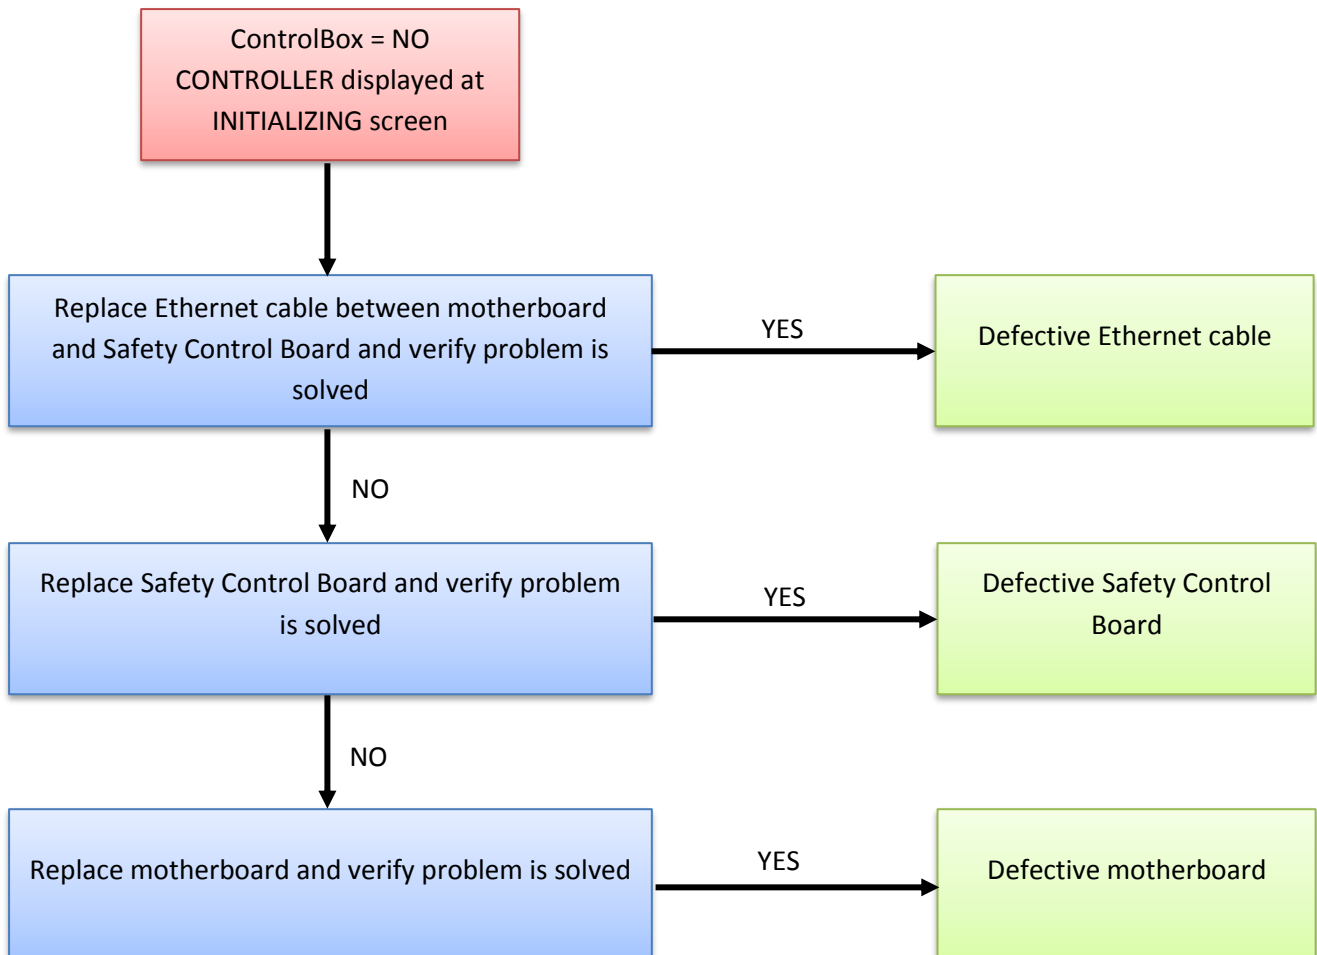 ControlBox = NO
CONTROLLER displayed at
INITIALIZING screen
Replace Ethernet cable between motherboard
and Safety Control Board and verify problem is
solved
YES
Defective Ethernet cable
NO
Replace Safety Control Board and verify problem
is solved
YES
Defective Safety Control
Board
NO
Replace motherboard and verify problem is solved
YES
Defective motherboard